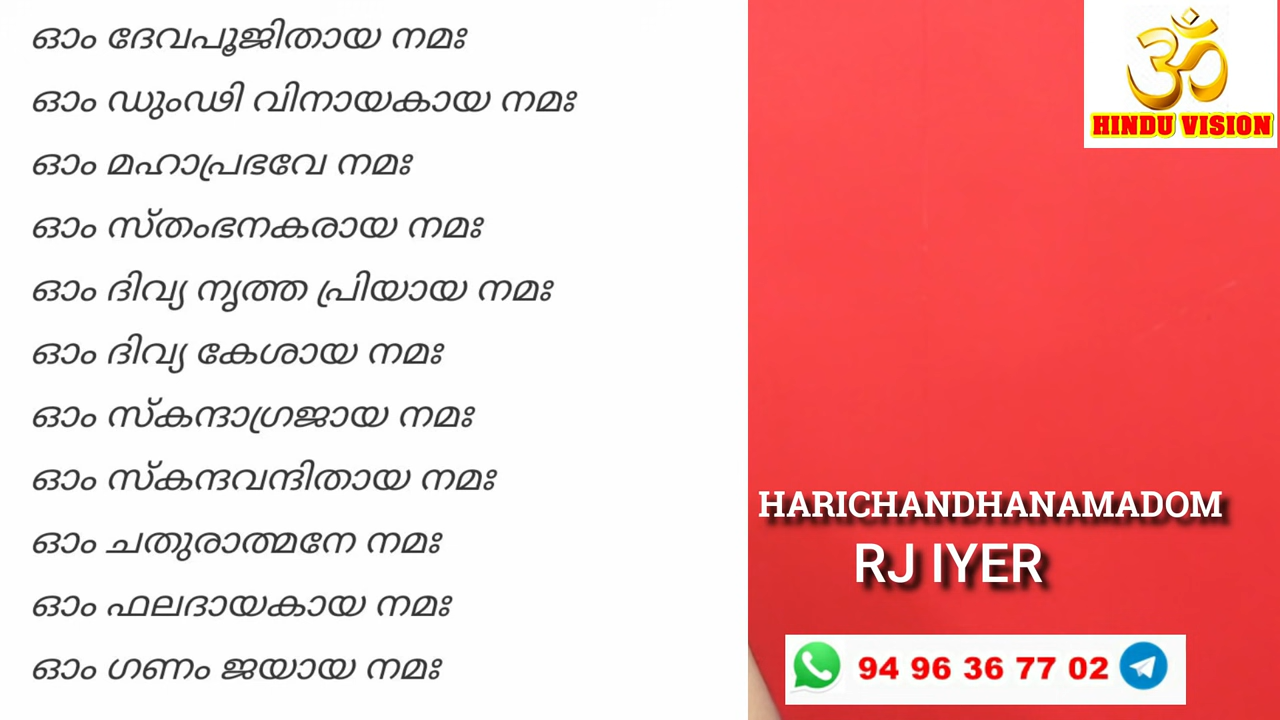 ഓം ദേവപൂജിതായ നമഃ
ഓം ഡുംഢി വിനായകായ നമഃ
ഓം മഹാപ്രഭവേ നമഃ
ഓം സ്തംഭനകരായ നമഃ
ഓം ദിവ്യ നൃത്ത പ്രിയായ നമഃ
ഓം ദിവ്യ കേശായ നമഃ
ഓം സ്കന്ദാഗ്രജായ നമഃ
ഓം സ്കന്ദവന്ദിതായ നമഃ
ഓം ചതുരാത്മനേ നമഃ
ഓം ഫലദായകായ നമഃ
ഓം ഗണം ജയായ നമഃ
ॐ
HINDU VISION
HARICHANDHANAMADOM
RJ IYER
94 96 36 77 02